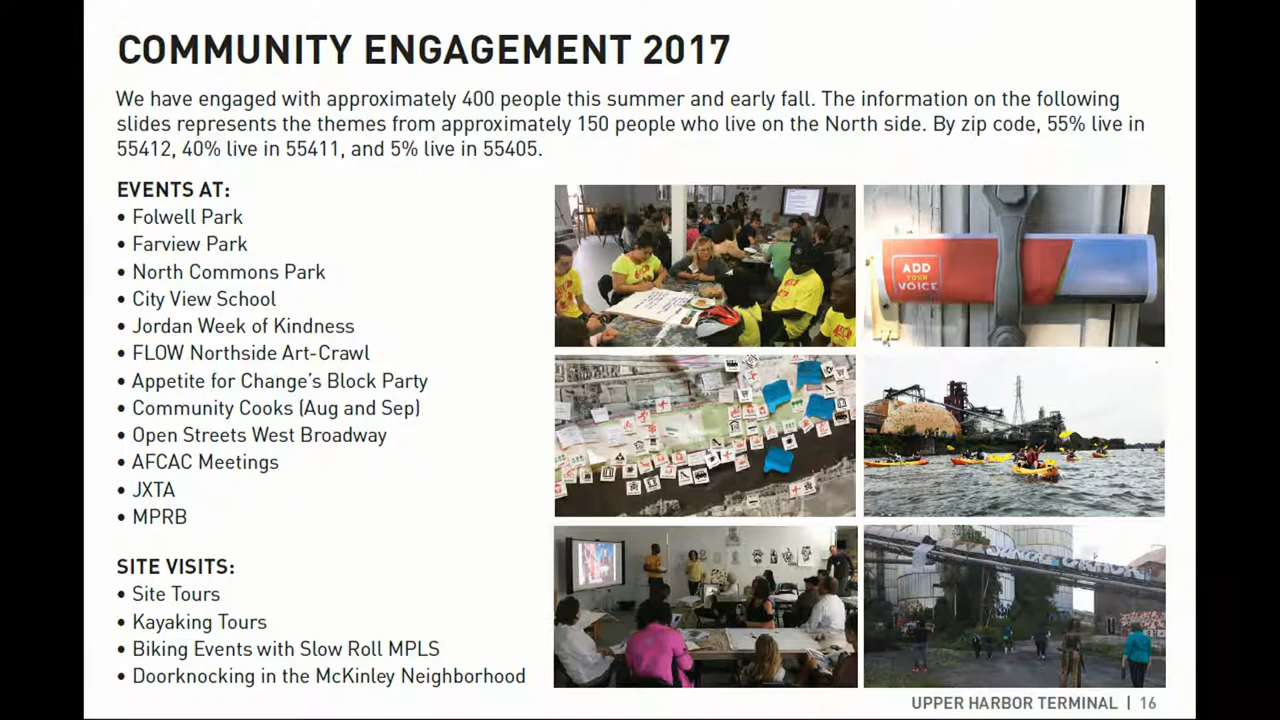 COMMUNITY ENGAGEMENT 2017
We have engaged with approximately 400 people this summer and early fall. The information on the following
slides represents the themes from approximately 150 people who live on the North side. By zip code, 55% live in
55412, 40% live in 55411, and 5% live in 55405.
EVENTS AT:
• Folwell Park
• Farview Park
• North Commons Park
• City View School
• Jordan Week of Kindness
• FLOW Northside Art-Crawl
• Appetite for Change's Block Party
• Community Cooks (Aug and Sep)
• Open Streets West Broadway
• AFCAC Meetings
• JXTA
• MPRB
SITE VISITS:
• Site Tours
• Kayaking Tours
• Biking Events with Slow Roll MPLS
• Doorknocking in the McKinley Neighborhood
ADD
YOUR
VOICE
UPPER HARBOR TERMINAL | 16